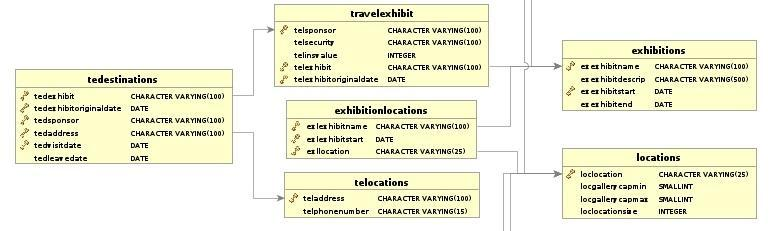 travelexhibit
telsponsor CHARACTER VARYING(100)
telsecurity CHARACTER VARYING(100)
telinsvalue INTEGER
telexhibit CHARACTER VARYING(100)
telexhibitoriginaldate DATE
tedestinations
tedexhibit CHARACTER VARYING(100)
tedexhibitoriginaldate DATE
tedsponsor CHARACTER VARYING(100)
tedaddress CHARACTER VARYING(100)
tedvisitdate DATE
tedleavedate DATE
exhibitionlocations
exlexhibitname CHARACTER VARYING(100)
exlexhibitstart DATE
exllocation CHARACTER VARYING(25)
telocations
teladdress CHARACTER VARYING(100)
telphonenumber CHARACTER VARYING(15)
exhibitions
exexhibitname CHARACTER VARYING(100)
exexhibitdescrip CHARACTER VARYING(500)
exexhibitstart DATE
exexhibitend DATE
locations
loclocation CHARACTER VARYING(25)
locgallerycapmin SMALLINT
locgallerycapmax SMALLINT
loclocationsize INTEGER